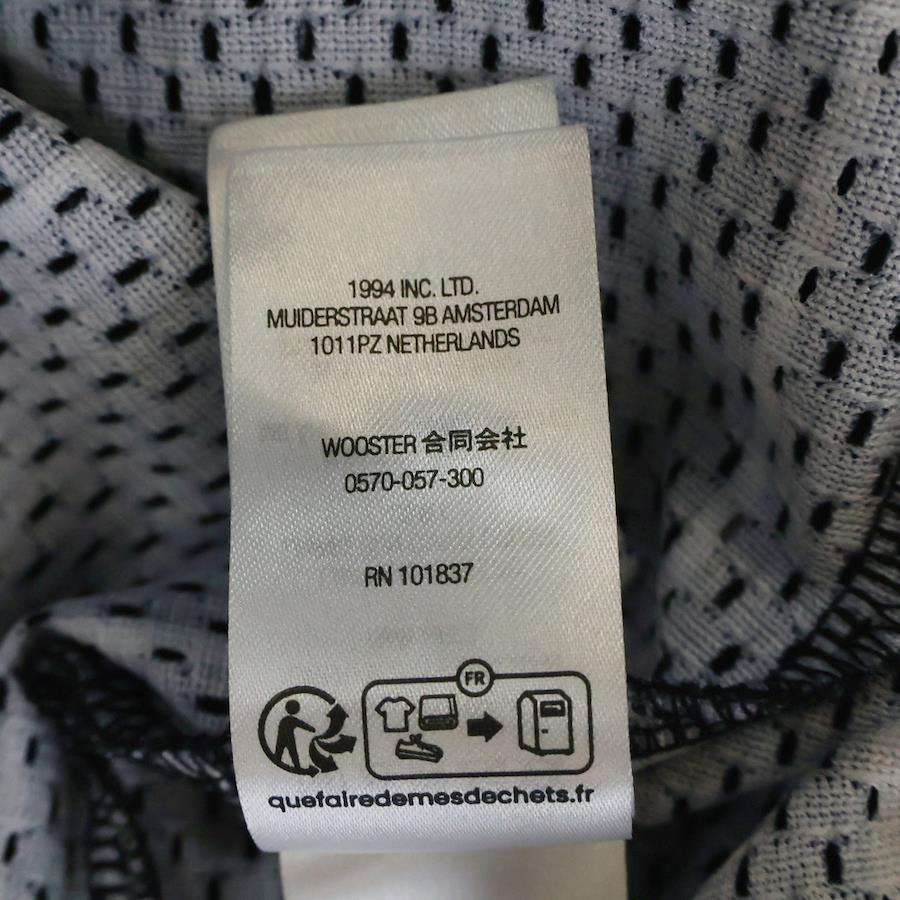 1994 INC. LTD.
MUIDERSTRAAT 9B AMSTERDAM
1011PZ NETHERLANDS
WOOSTER 合同会社
0570-057-300
RN 101837
FR
quefairedemesdechets.fr